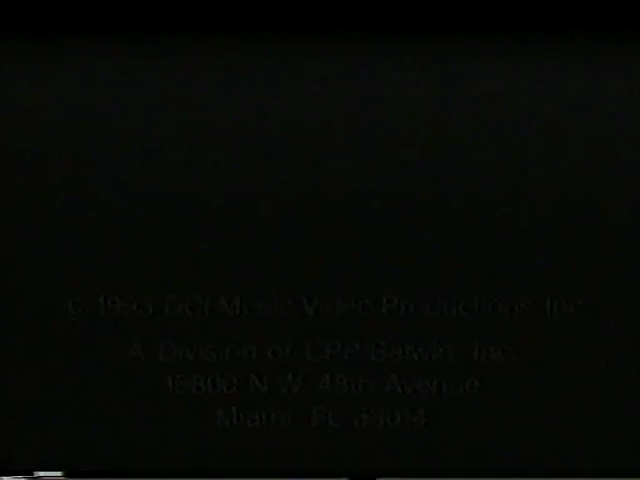 Music Video Productions, Inc.
A Division of CPP/Belwin, Inc.
15800 N.W. 48th Avenue
Miami, FL 33014